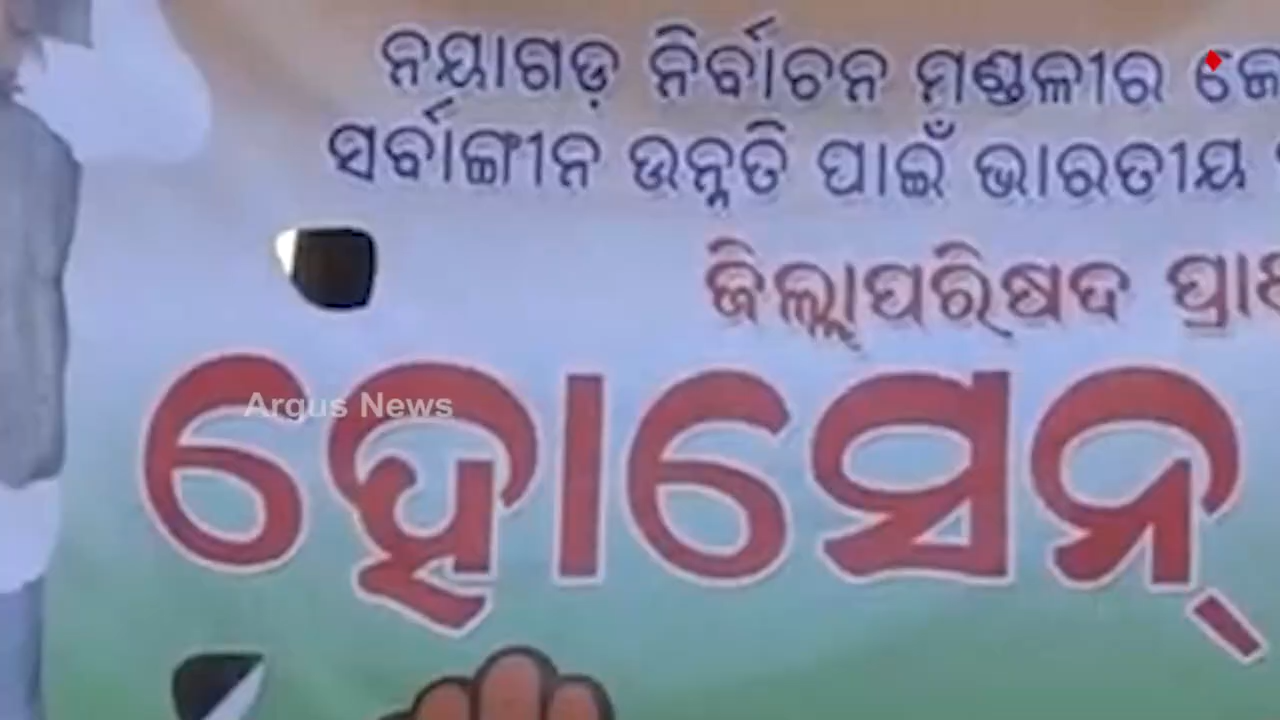 ନୟାଗଡ଼ ନିର୍ବାଚନ ମଣ୍ଡଳୀର
ସର୍ବାଙ୍ଗୀନ ଉନ୍ନତି ପାଇଁ ଭାରତୀୟ
ଜିଲ୍ଲାପରିଷଦ
ହୋସେନ୍
Argus News